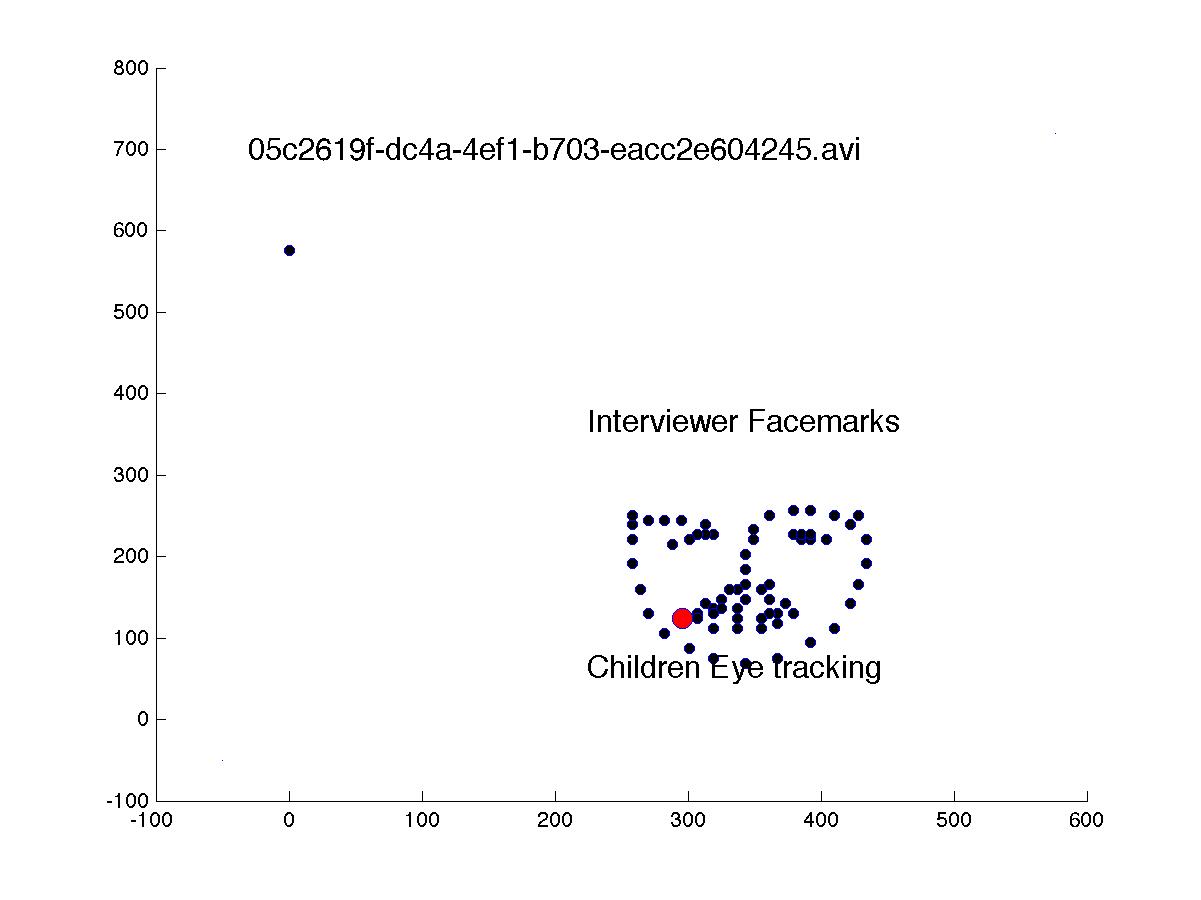 800
700
600
500
400
300
200
100
0
-100
05c2619f-dc4a-4ef1-b703-eacc2e604245.avi
Interviewer Facemarks
Children Eye tracking
-100 0 100 200 300 400 500 600